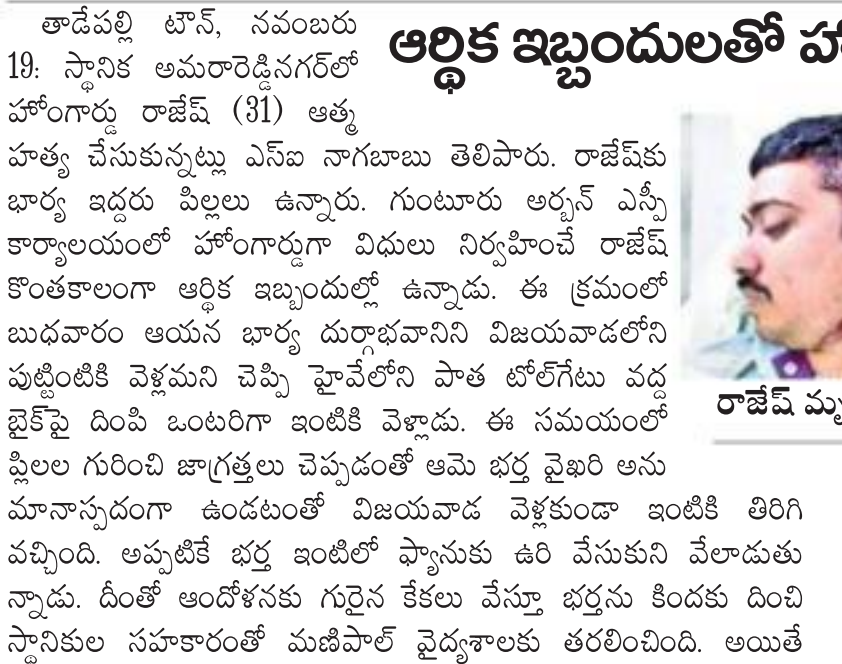 ఆర్థిక ఇబ్బందులతో
తాడేపల్లి టౌన్, నవంబరు
19: స్థానిక అమరారెడ్డినగర్‌లో
హోంగార్డు రాజేష్ (31) ఆత్మ
హత్య చేసుకున్నట్లు ఎస్ఐ నాగబాబు తెలిపారు. రాజేష్‌కు
భార్య ఇద్దరు పిల్లలు ఉన్నారు. గుంటూరు అర్బన్ ఎస్పీ
కార్యాలయంలో హోంగార్డుగా విధులు నిర్వహించే రాజేష్
కొంతకాలంగా ఆర్థిక ఇబ్బందుల్లో ఉన్నాడు. ఈ క్రమంలో
బుధవారం ఆయన భార్య దుర్గాభవానిని విజయవాడలోని
పుట్టింటికి వెళ్లమని చెప్పి హైవేలోని పాత టోల్‌గేటు వద్ద
బైక్‌పై దింపి ఒంటరిగా ఇంటికి వెళ్లాడు. ఈ సమయంలో
ప్లిలల గురించి జాగ్రత్తలు చెప్పడంతో ఆమె భర్త వైఖరి అను
మానాస్పదంగా ఉండటంతో విజయవాడ వెళ్లకుండా ఇంటికి తిరిగి
వచ్చింది. అప్పటికే భర్త ఇంటిలో ఫ్యానుకు ఉరి వేసుకుని వేలాడుతు
న్నాడు. దీంతో ఆందోళనకు గురైన కేకలు వేస్తూ భర్తను కిందకు దించి
స్థానికుల సహకారంతో మణిపాల్ వైద్యశాలకు తరలించింది. అయితే
రాజేష్